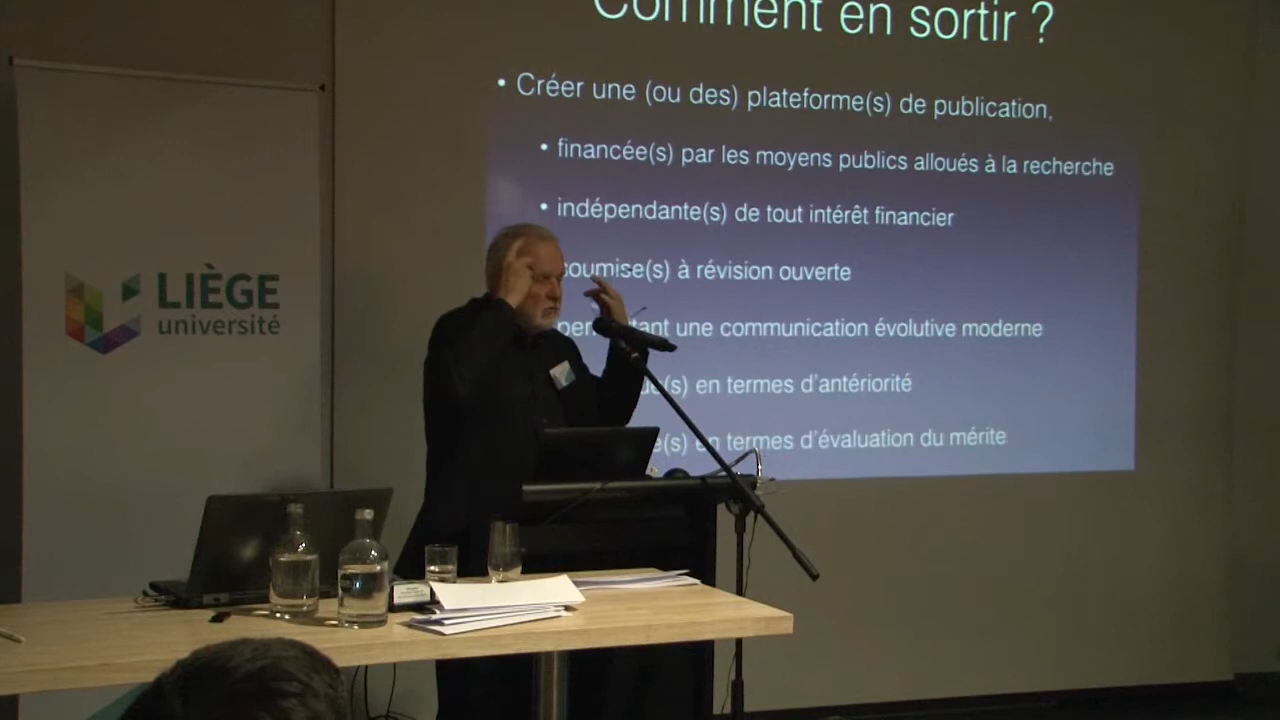 Comment en sortir ?
• Créer une (ou des) plateforme(s) de publication,
• financée(s) par les moyens publics alloués à la recherche
• indépendante(s) de tout intérêt financier
soumise(s) à révision ouverte
une communication évolutive moderne
en termes d'antériorité
en termes d'évaluation du mérite
LIÈGE
université